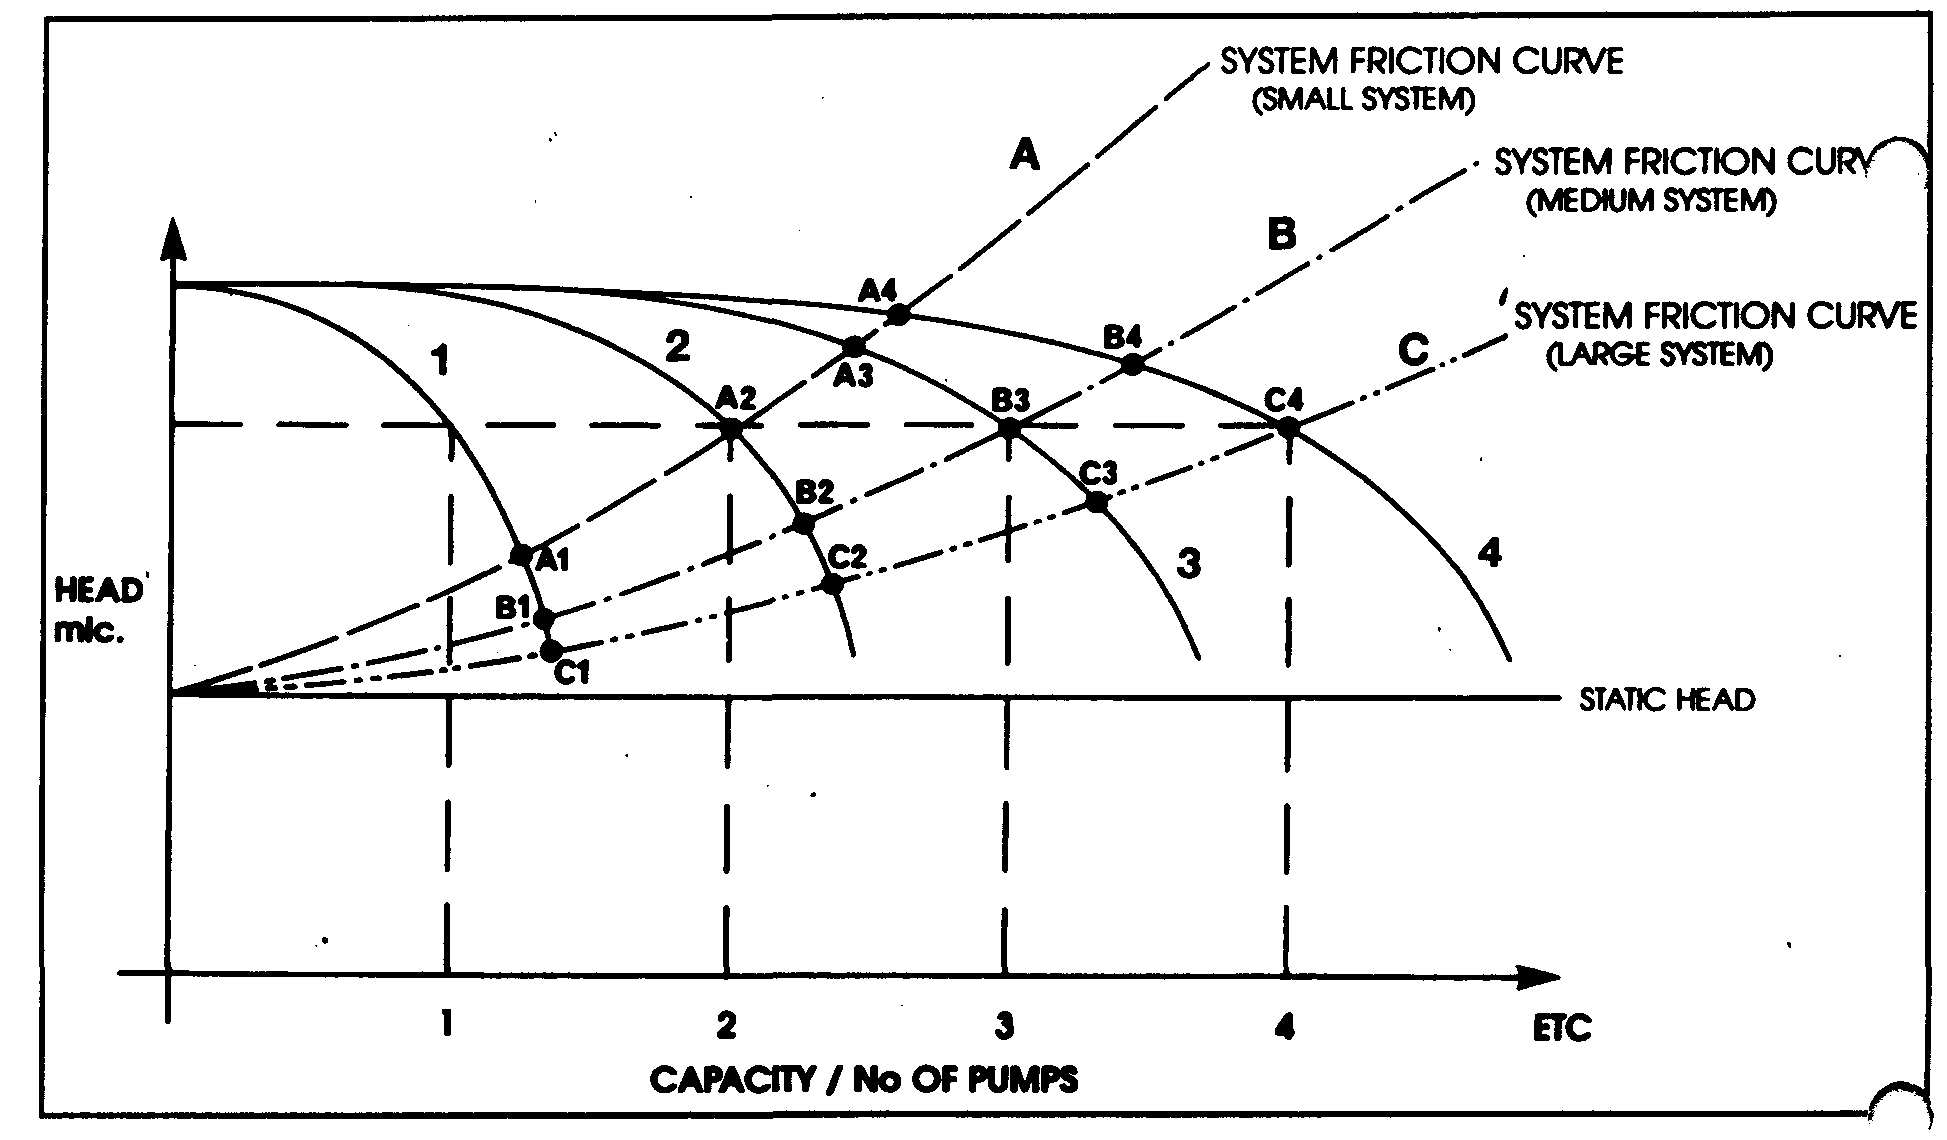 SYSTEM FRICTION CURVE
(SMALL SYSTEM)
A
SYSTEM FRICTION CURV
(MEDIUM SYSTEM)
B
SYSTEM FRICTION CURVE
(LARGE SYSTEM)
C
A4
B4
1
2
A3
A2
B3
C4
C3
B2
A1
C2
3
4
HEAD
mlc.
B1
C1
STATIC HEAD
1
2
3
4
ETC
CAPACITY / No OF PUMPS